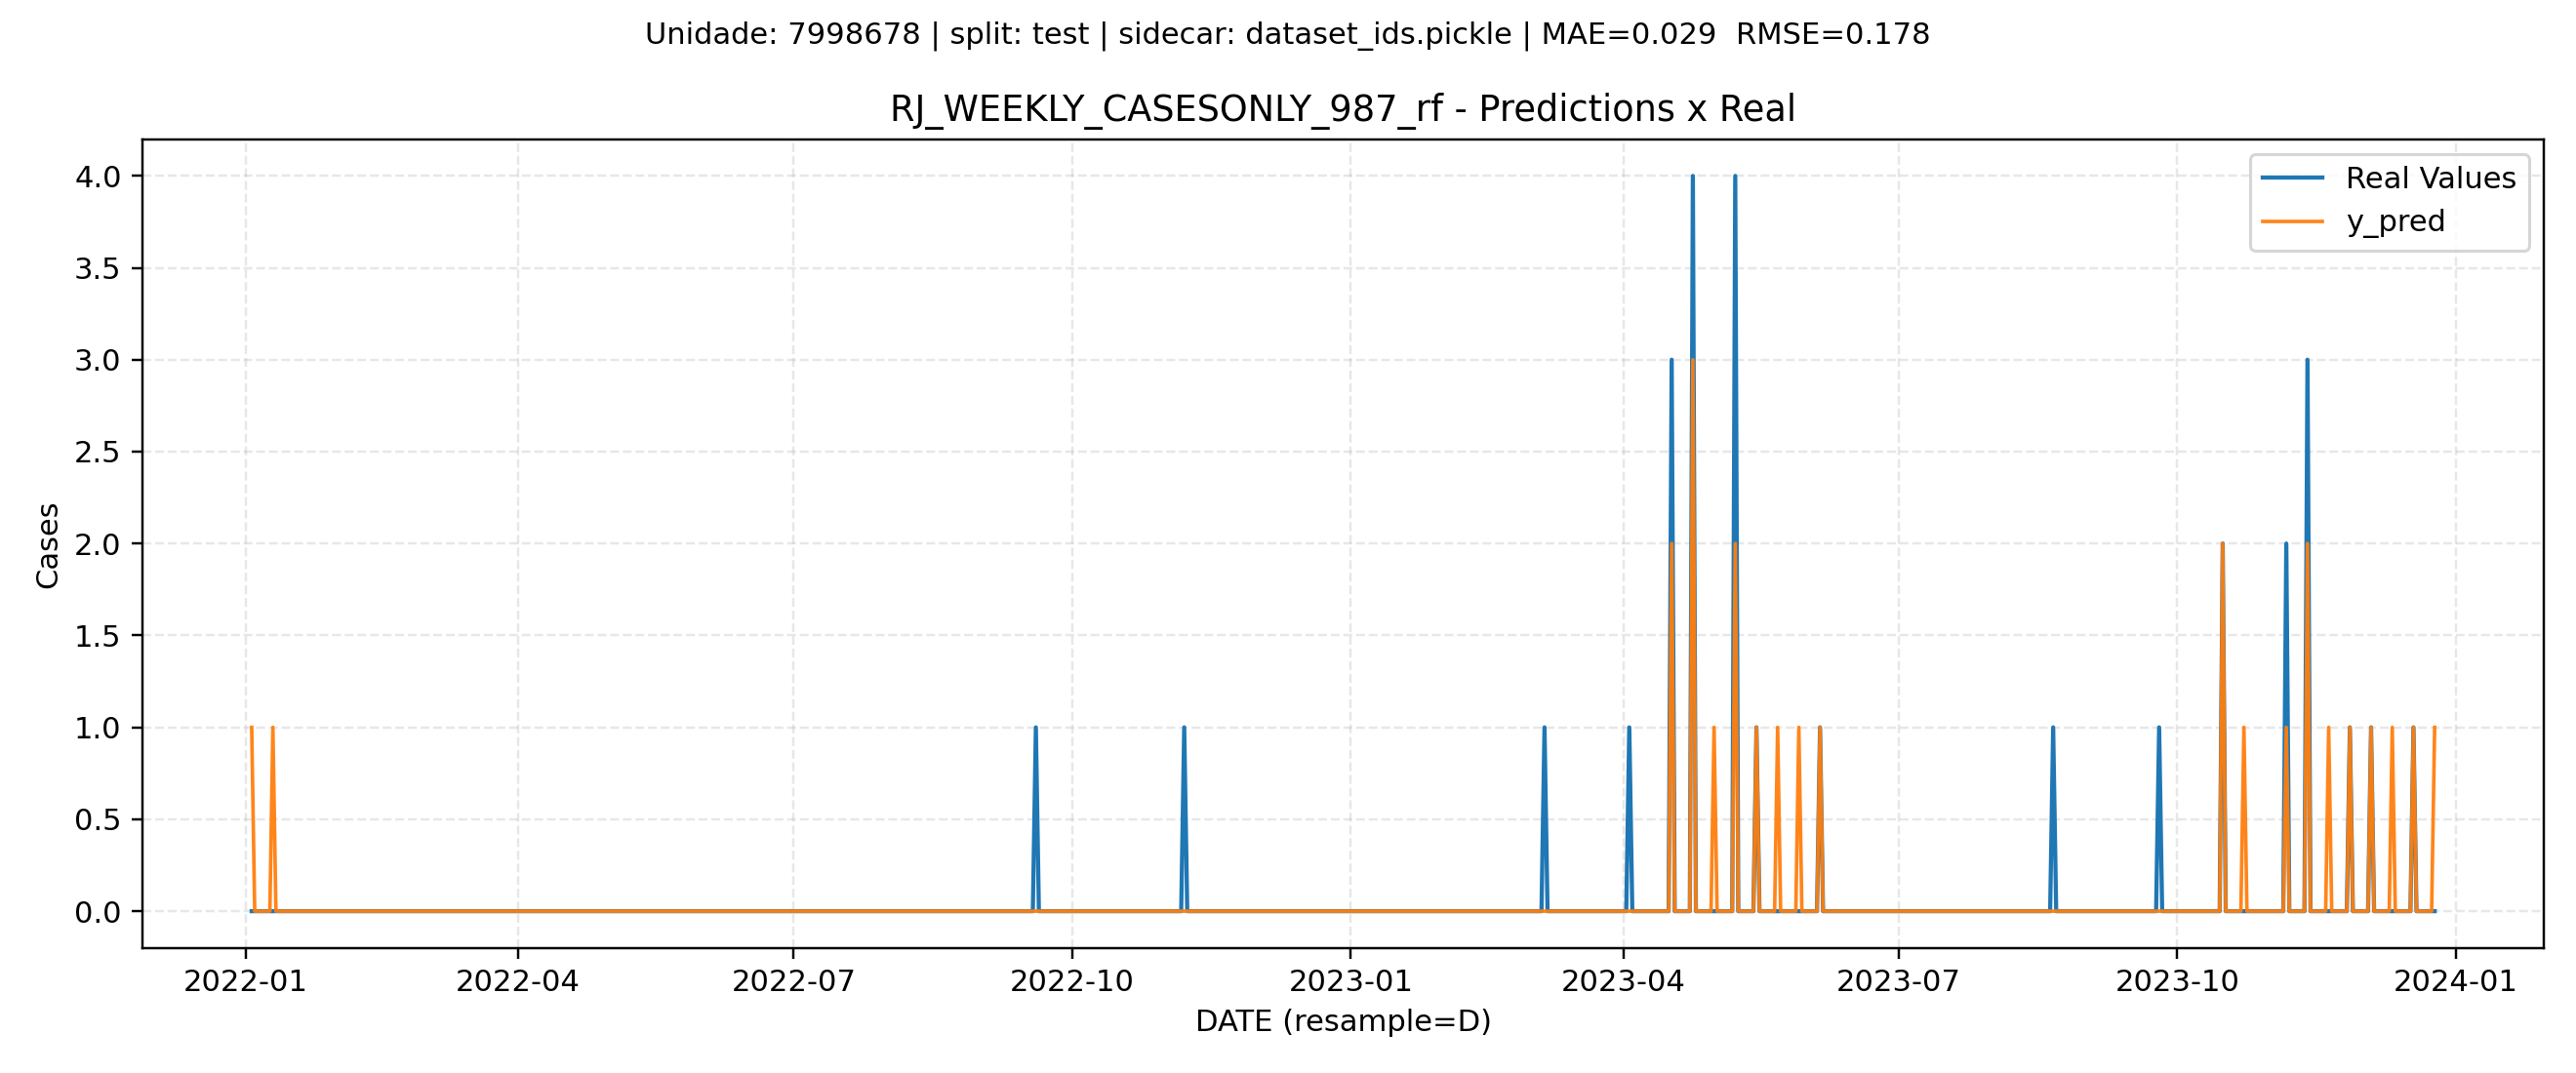 Unidade: 7998678 | split: test | sidecar: dataset_ids.pickle | MAE=0.029  RMSE=0.178
RJ_WEEKLY_CASESONLY_987_rf - Predictions x Real
Real Values
y_pred
4.0
3.5
3.0
2.5
2.0
1.5
1.0
0.5
0.0
Cases
2022-01 2022-04 2022-07 2022-10 2023-01 2023-04 2023-07 2023-10 2024-01
DATE (resample=D)